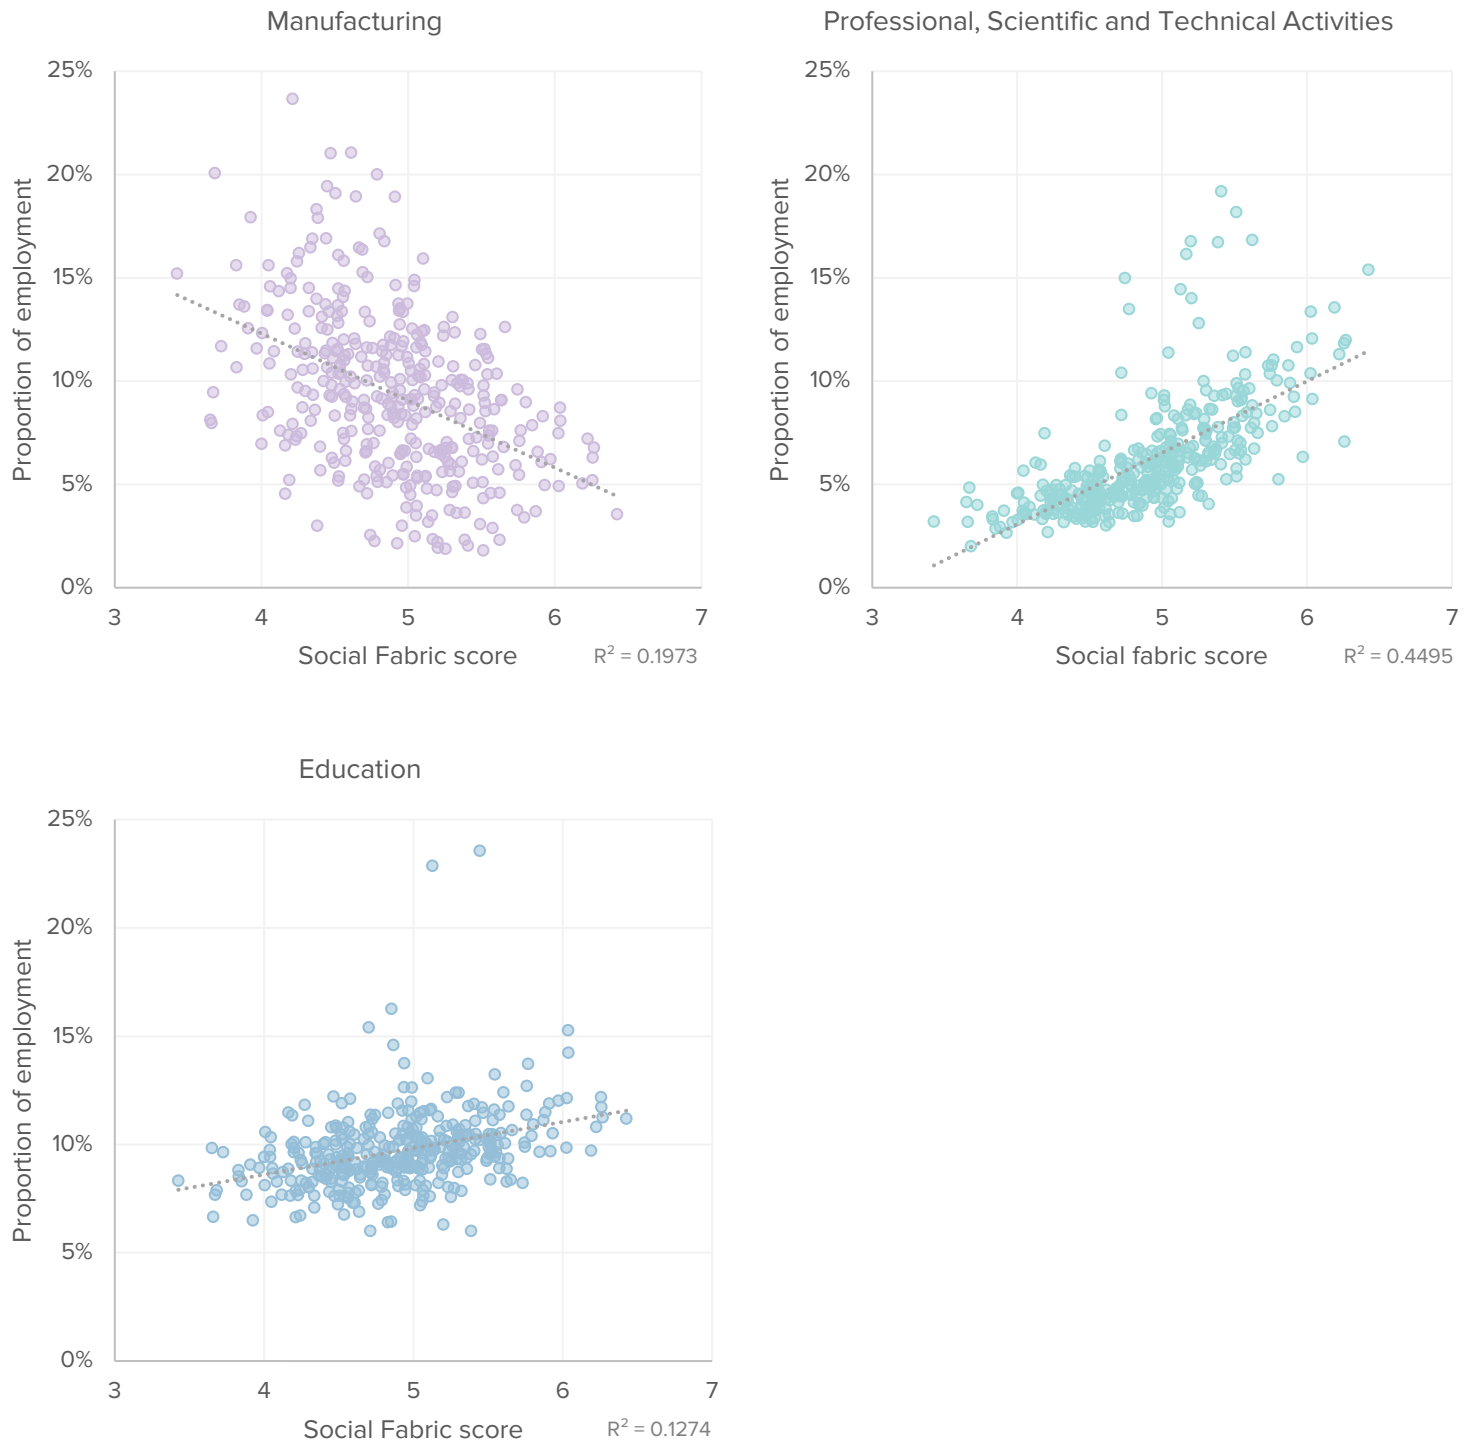 Manufacturing
25%
20%
15%
10%
5%
0%
3 4 5 6 7
Proportion of employment
Social Fabric score
R² = 0.1973
Professional, Scientific and Technical Activities
25%
20%
15%
10%
5%
0%
3 4 5 6 7
Proportion of employment
Social fabric score
R² = 0.4495
Education
25%
20%
15%
10%
5%
0%
3 4 5 6 7
Proportion of employment
Social Fabric score
R² = 0.1274